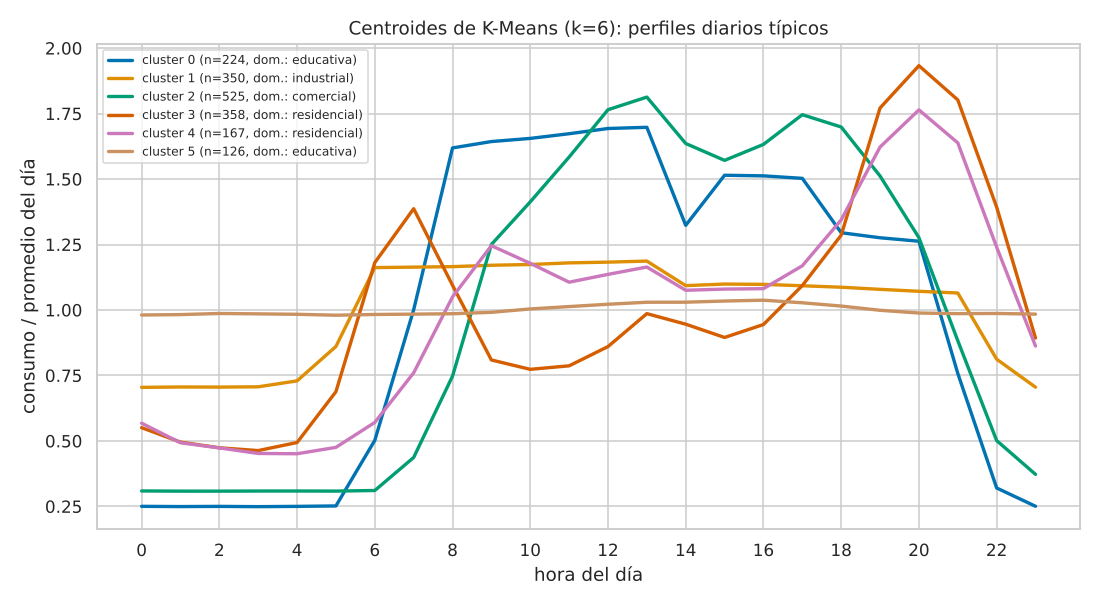 Centroides de K-Means (k=6): perfiles diarios típicos
cluster 0 (n=224, dom.: educativa)
cluster 1 (n=350, dom.: industrial)
cluster 2 (n=525, dom.: comercial)
cluster 3 (n=358, dom.: residencial)
cluster 4 (n=167, dom.: residencial)
cluster 5 (n=126, dom.: educativa)
consumo / promedio del día
2.00
1.75
1.50
1.25
1.00
0.75
0.50
0.25
0 2 4 6 8 10 12 14 16 18 20 22
hora del día